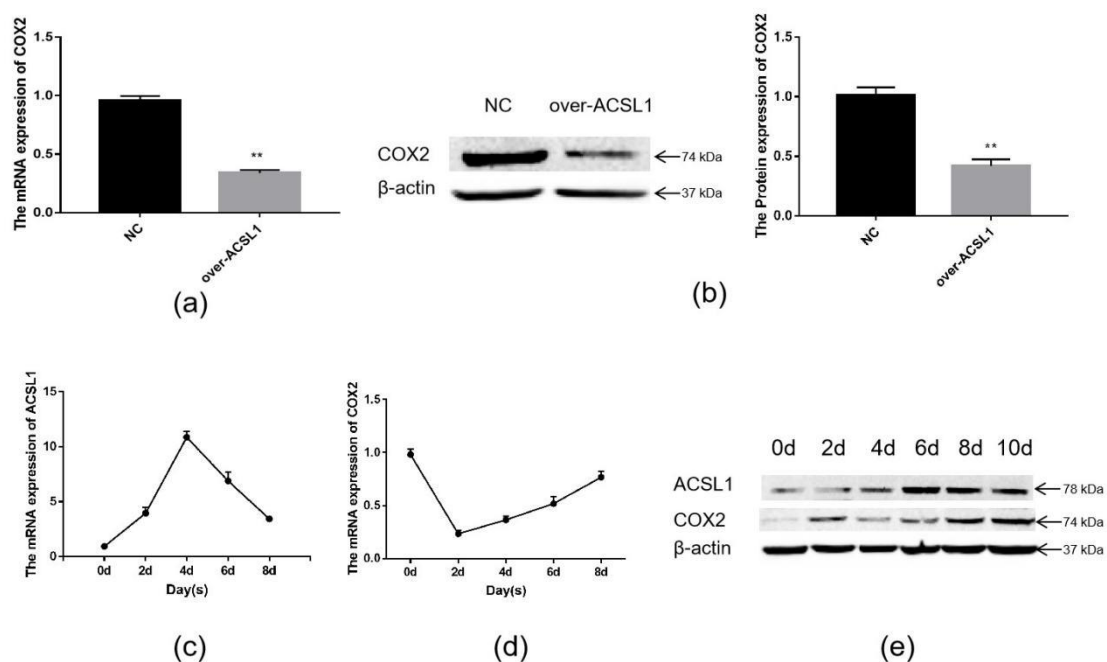 The mRNA expression of COX2
1.5
1.0
0.5
0.0
**
NC
over-ACSL1
(a)
NC over-ACSL1
COX2
74 kDa
β-actin
37 kDa
The Protein expression of COX2
1.5
1.0
0.5
0.0
**
NC
over-ACSL1
(b)
The mRNA expression of ACSL1
15
10
5
0
0d 2d 4d 6d 8d
Day(s)
(c)
The mRNA expression of COX2
1.5
1.0
0.5
0.0
0d 2d 4d 6d 8d
Day(s)
(d)
0d 2d 4d 6d 8d 10d
ACSL1
78 kDa
COX2
74 kDa
β-actin
37 kDa
(e)